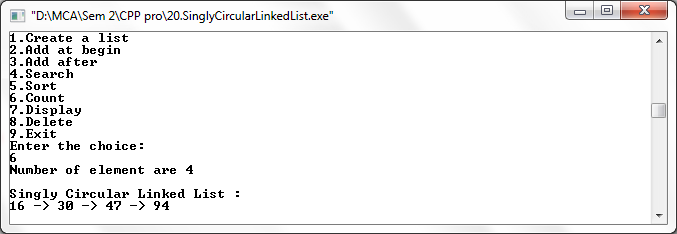 "D:\MCA\Sem 2\CPP pro\20.SinglyCircularLinkedList.exe"
1.Create a list
2.Add at begin
3.Add after
4.Search
5.Sort
6.Count
7.Display
8.Delete
9.Exit
Enter the choice:
6
Number of element are 4
Singly Circular Linked List :
16 -> 30 -> 47 -> 94